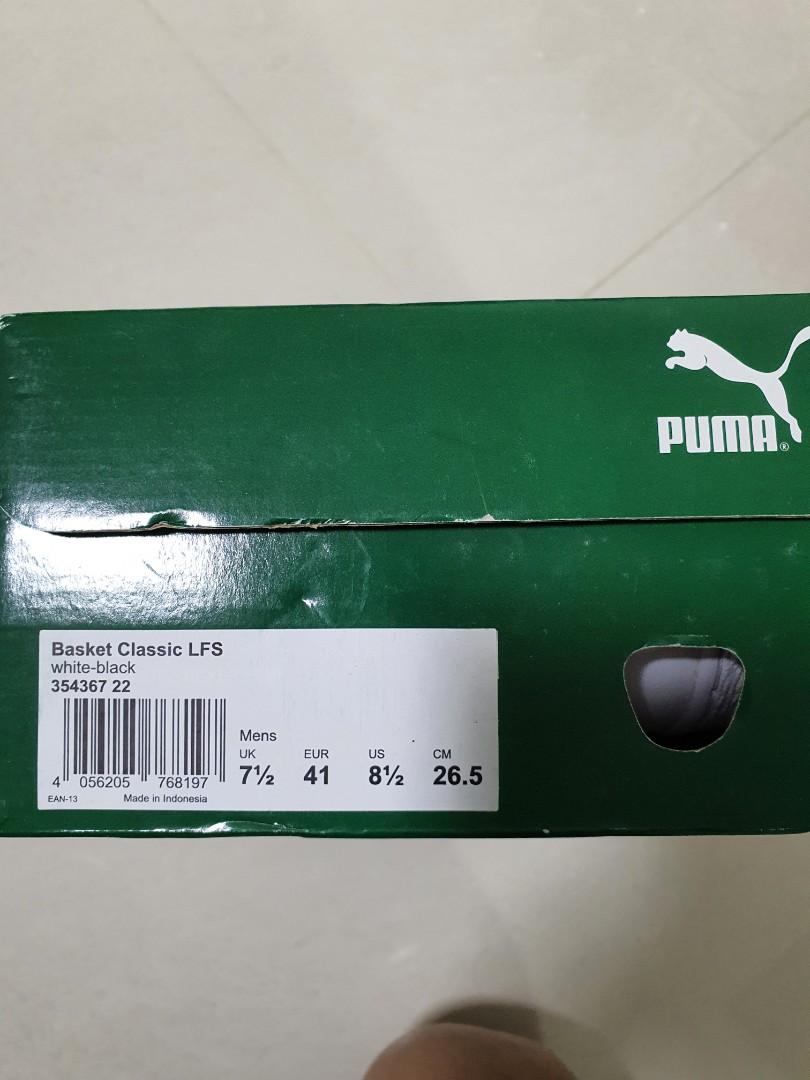 PUMA®
Basket Classic LFS
white-black
354367 22
Mens
UK EUR US CM
7½ 41 8½ 26.5
4 056205 768197
EAN-13 Made in Indonesia